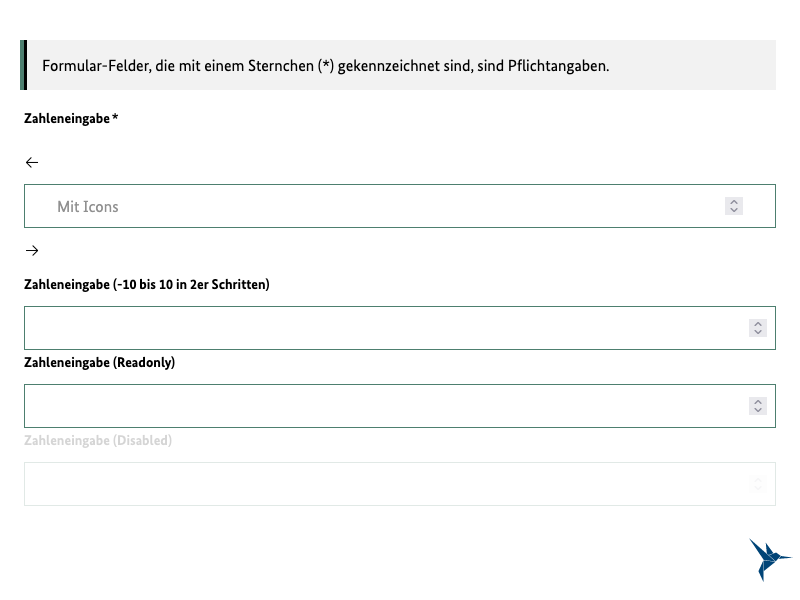 Formular-Felder, die mit einem Sternchen (*) gekennzeichnet sind, sind Pflichtangaben.
Zahleneingabe*
Mit Icons
Zahleneingabe (-10 bis 10 in 2er Schritten)
Zahleneingabe (Readonly)
Zahleneingabe (Disabled)